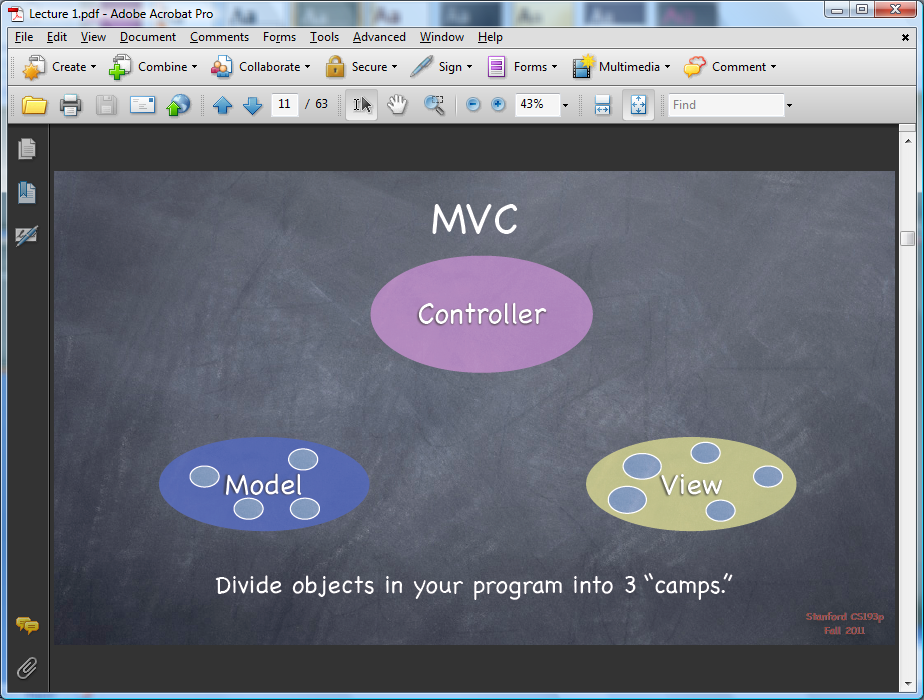 Lecture 1.pdf - Adobe Acrobat Pro
File Edit View Document Comments Forms Tools Advanced Window Help
Create Combine Collaborate Secure Sign Forms Multimedia Comment
11 / 63 43% Find
MVC
Controller
Model View
Divide objects in your program into 3 “camps.”
Stanford CS193p
Fall 2011